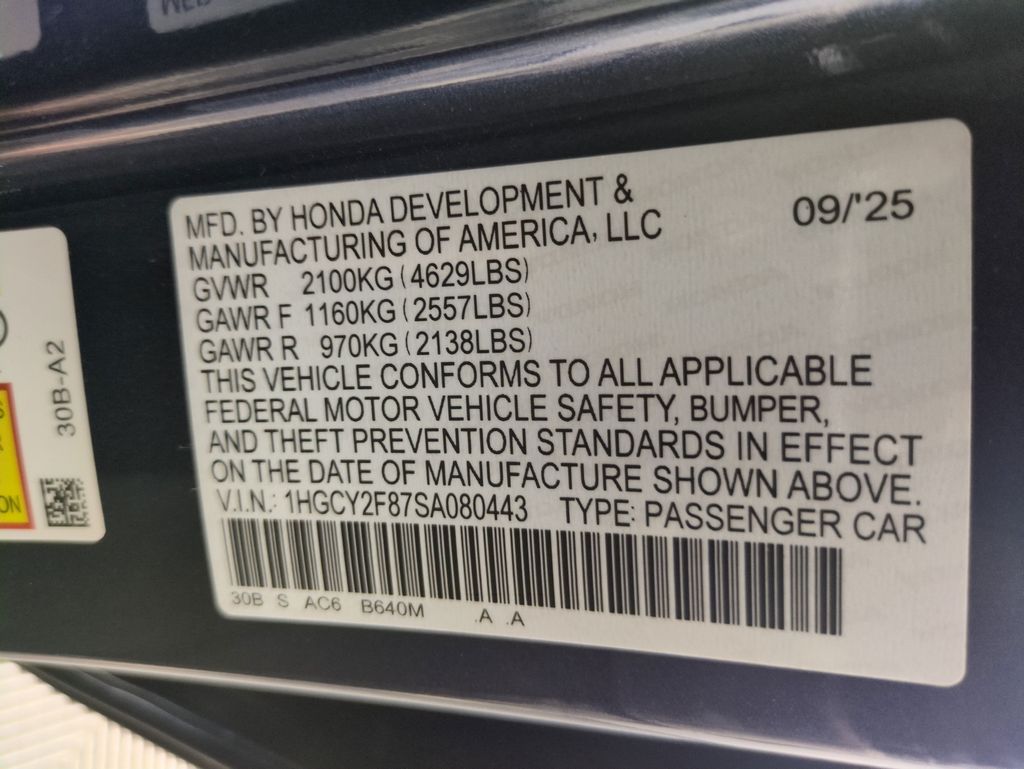 MFD. BY HONDA DEVELOPMENT &
MANUFACTURING OF AMERICA, LLC
09/'25
GVWR 2100KG (4629LBS)
GAWR F 1160KG (2557LBS)
GAWR R 970KG (2138LBS)
THIS VEHICLE CONFORMS TO ALL APPLICABLE
FEDERAL MOTOR VEHICLE SAFETY, BUMPER,
AND THEFT PREVENTION STANDARDS IN EFFECT
ON THE DATE OF MANUFACTURE SHOWN ABOVE.
V.I.N.: 1HGCY2F87SA080443 TYPE: PASSENGER CAR
30B S AC6 B640M .A .A
30B-A2